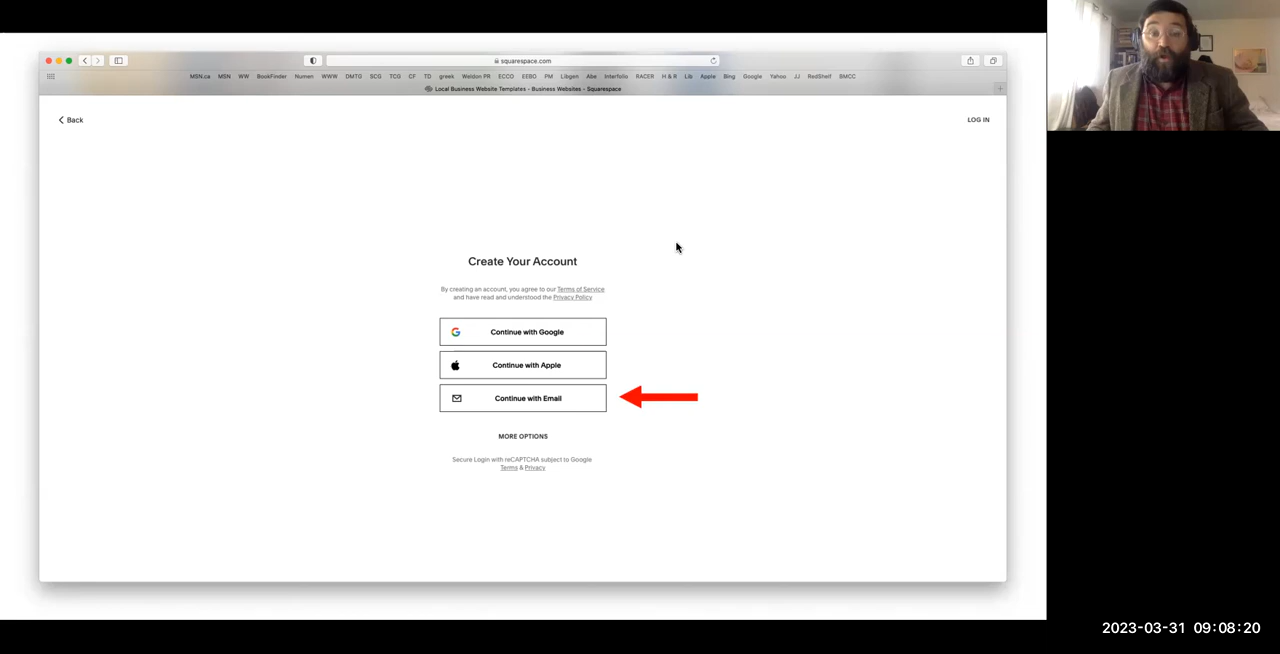 squarespace.com
MSN.ca MSN WW BookFinder Numen WWW DMTG SCG TCG CF TD greek Weldon PR ECCO EEBO PM Libgen Abe Interfolio RACER H & R Lib Apple Bing Google Yahoo JJ RedShelf BMCC
Local Business Website Templates - Business Websites - Squarespace
Back
LOG IN
Create Your Account
By creating an account, you agree to our Terms of Service
and have read and understood the Privacy Policy
Continue with Google
Continue with Apple
Continue with Email
MORE OPTIONS
Secure Login with reCAPTCHA subject to Google
Terms & Privacy
2023-03-31 09:08:20